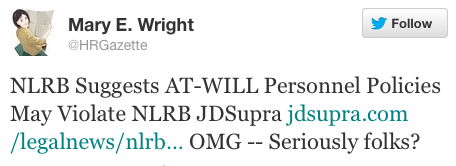 Mary E. Wright
@HRGazette
Follow
NLRB Suggests AT-WILL Personnel Policies
May Violate NLRB JDSupra jdsupra.com
/legalnews/nlrb... OMG -- Seriously folks?